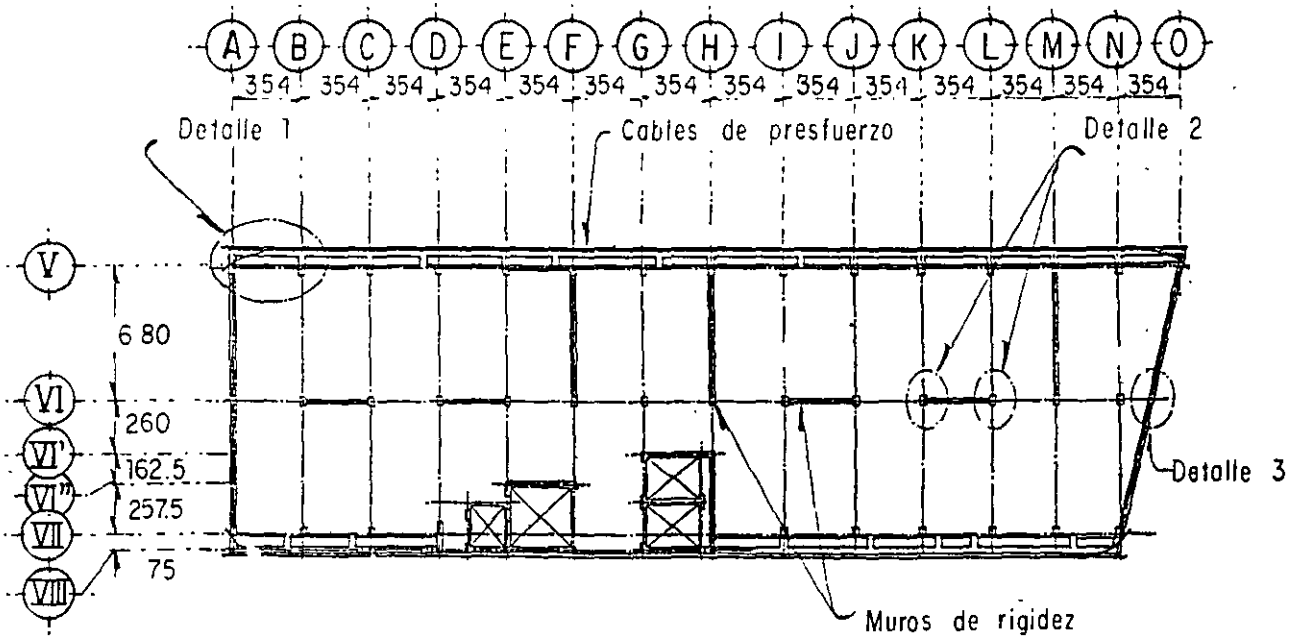 A B C D E F G H I J K L M N O
354 354 354 354 354 354 354 354 354 354 354 354 354 354
Detalle 1
Cables de presfuerzo
Detalle 2
V
6 80
VI
260
VI'
162.5
VI"
257.5
VII
75
VIII
Detalle 3
Muros de rigidez